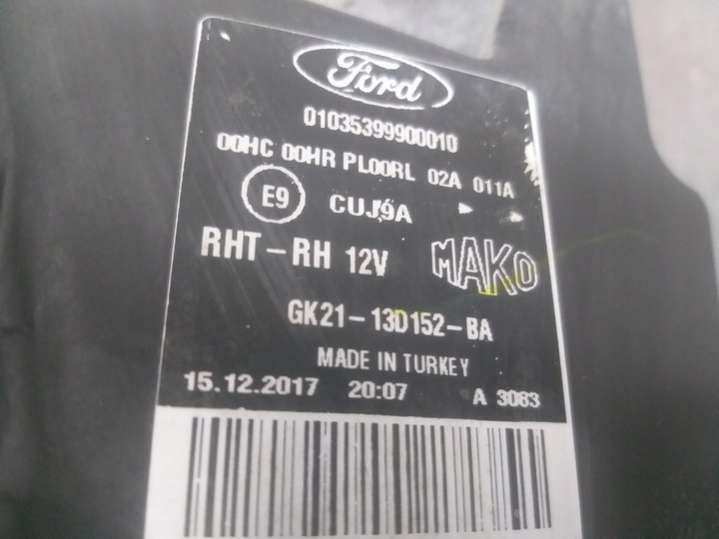 Ford
01035399900010
00HC 00HR PL00RL 02A 011A
E9 CUJ9A
RHT-RH 12V MAKO
GK21-13D152-BA
MADE IN TURKEY
15.12.2017 20:07 A 3083